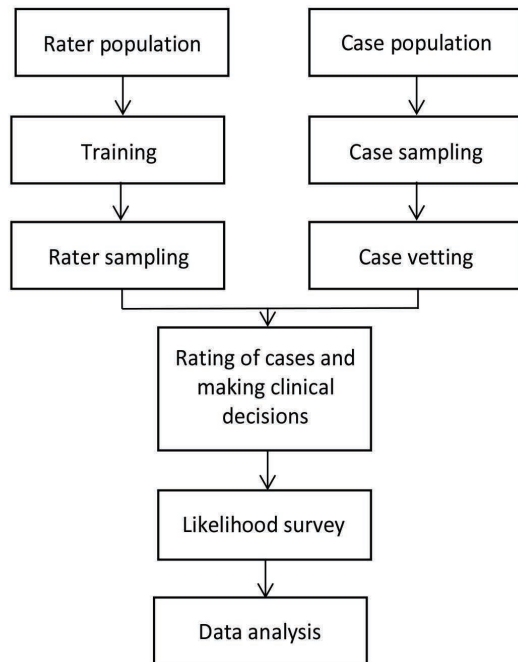 Rater population
Case population
Training
Case sampling
Rater sampling
Case vetting
Rating of cases and
making clinical
decisions
Likelihood survey
Data analysis